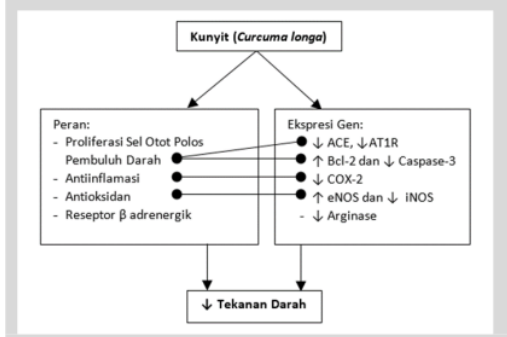 Kunyit (Curcuma longa)
Peran:
- Proliferasi Sel Otot Polos
Pembuluh Darah
- Antiinflamasi
- Antioksidan
- Reseptor β adrenergik
Ekspresi Gen:
↓ ACE, ↓AT1R
↑ Bcl-2 dan ↓ Caspase-3
↓ COX-2
↑ eNOS dan ↓ iNOS
- ↓ Arginase
↓ Tekanan Darah